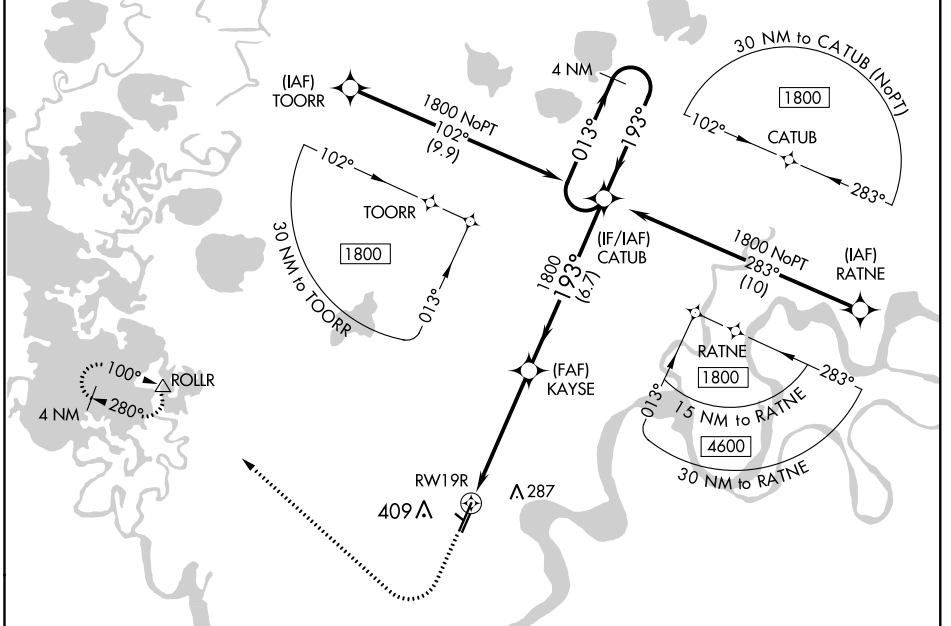 (IAF)
TOORR
1800 NoPT
102°
(9.9)
4 NM
013°
193°
30 NM to CATUB (NoPT)
1800
102°
CATUB
283°
102°
TOORR
1800
013°
30 NM to TOORR
(IF/IAF)
CATUB
1800 NoPT
283°
(10)
(IAF)
RATNE
1800
193°
(6.7)
(FAF)
KAYSE
RATNE
1800
283°
013°
15 NM to RATNE
4600
30 NM to RATNE
100°
ROLLR
4 NM
280°
RW19R
409
287